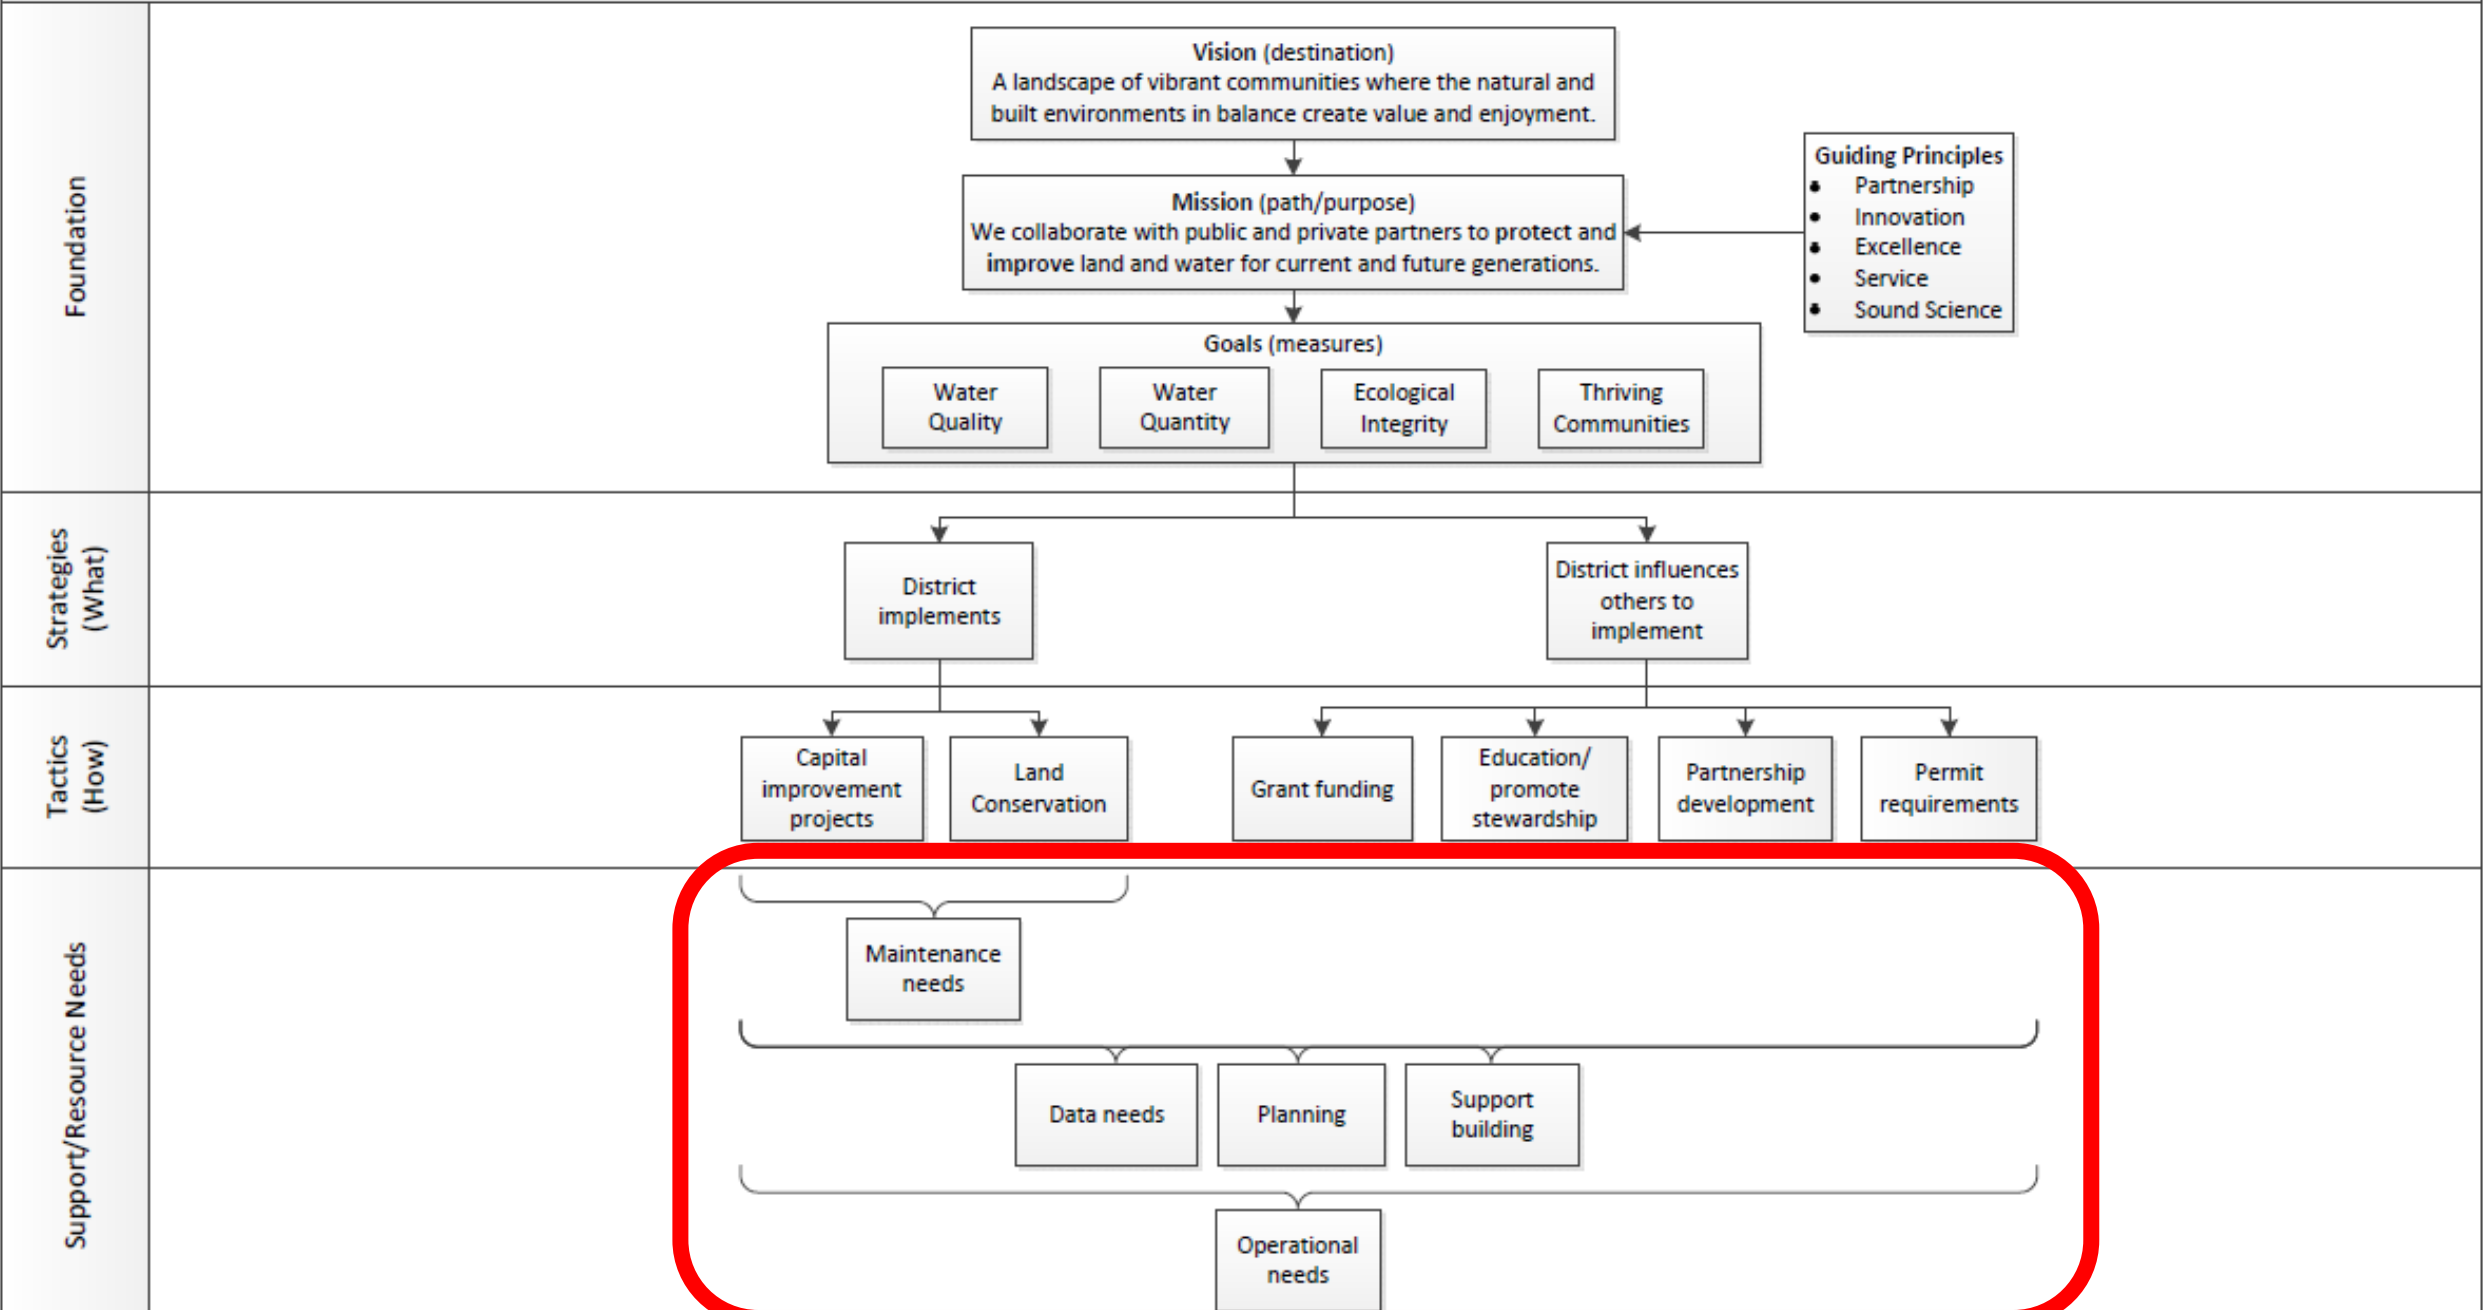 Foundation
Vision (destination)
A landscape of vibrant communities where the natural and
built environments in balance create value and enjoyment.
Mission (path/purpose)
We collaborate with public and private partners to protect and
improve land and water for current and future generations.
Guiding Principles
• Partnership
• Innovation
• Excellence
• Service
• Sound Science
Goals (measures)
Water
Quality
Water
Quantity
Ecological
Integrity
Thriving
Communities
Strategies
(What)
District
implements
District influences
others to
implement
Tactics
(How)
Capital
improvement
projects
Land
Conservation
Grant funding
Education/
promote
stewardship
Partnership
development
Permit
requirements
Support/Resource Needs
Maintenance
needs
Data needs
Planning
Support
building
Operational
needs